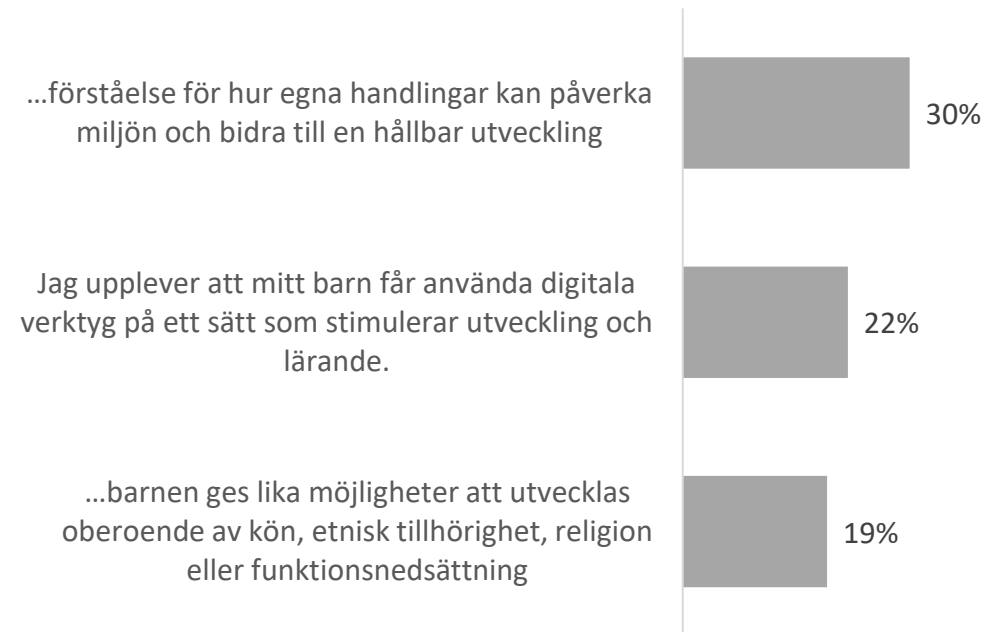 …förståelse för hur egna handlingar kan påverka
miljön och bidra till en hållbar utveckling
30%
Jag upplever att mitt barn får använda digitala
verktyg på ett sätt som stimulerar utveckling och
lärande.
22%
…barnen ges lika möjligheter att utvecklas
oberoende av kön, etnisk tillhörighet, religion
eller funktionsnedsättning
19%